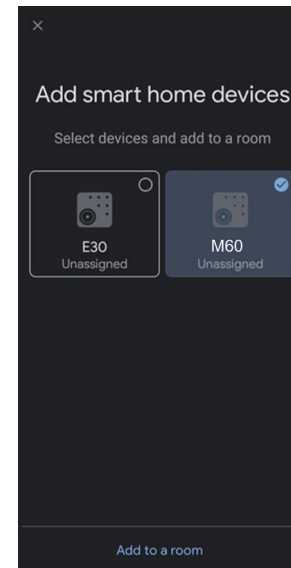 Add smart home devices
Select devices and add to a room
E30
M60
Unassigned
Unassigned
Add to a room